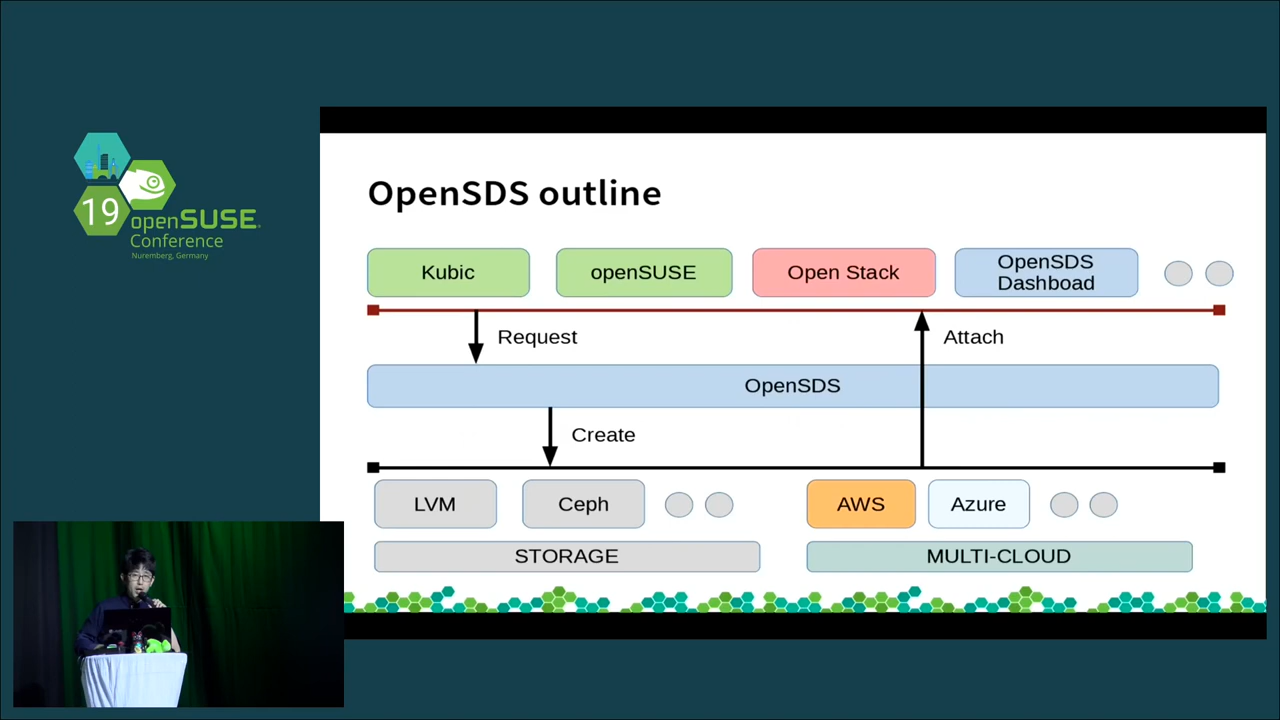 19
openSUSE
Conference
Nuremberg, Germany
OpenSDS outline
Kubic
openSUSE
Open Stack
OpenSDS
Dashboad
Request
Attach
OpenSDS
Create
LVM
Ceph
AWS
Azure
STORAGE
MULTI-CLOUD